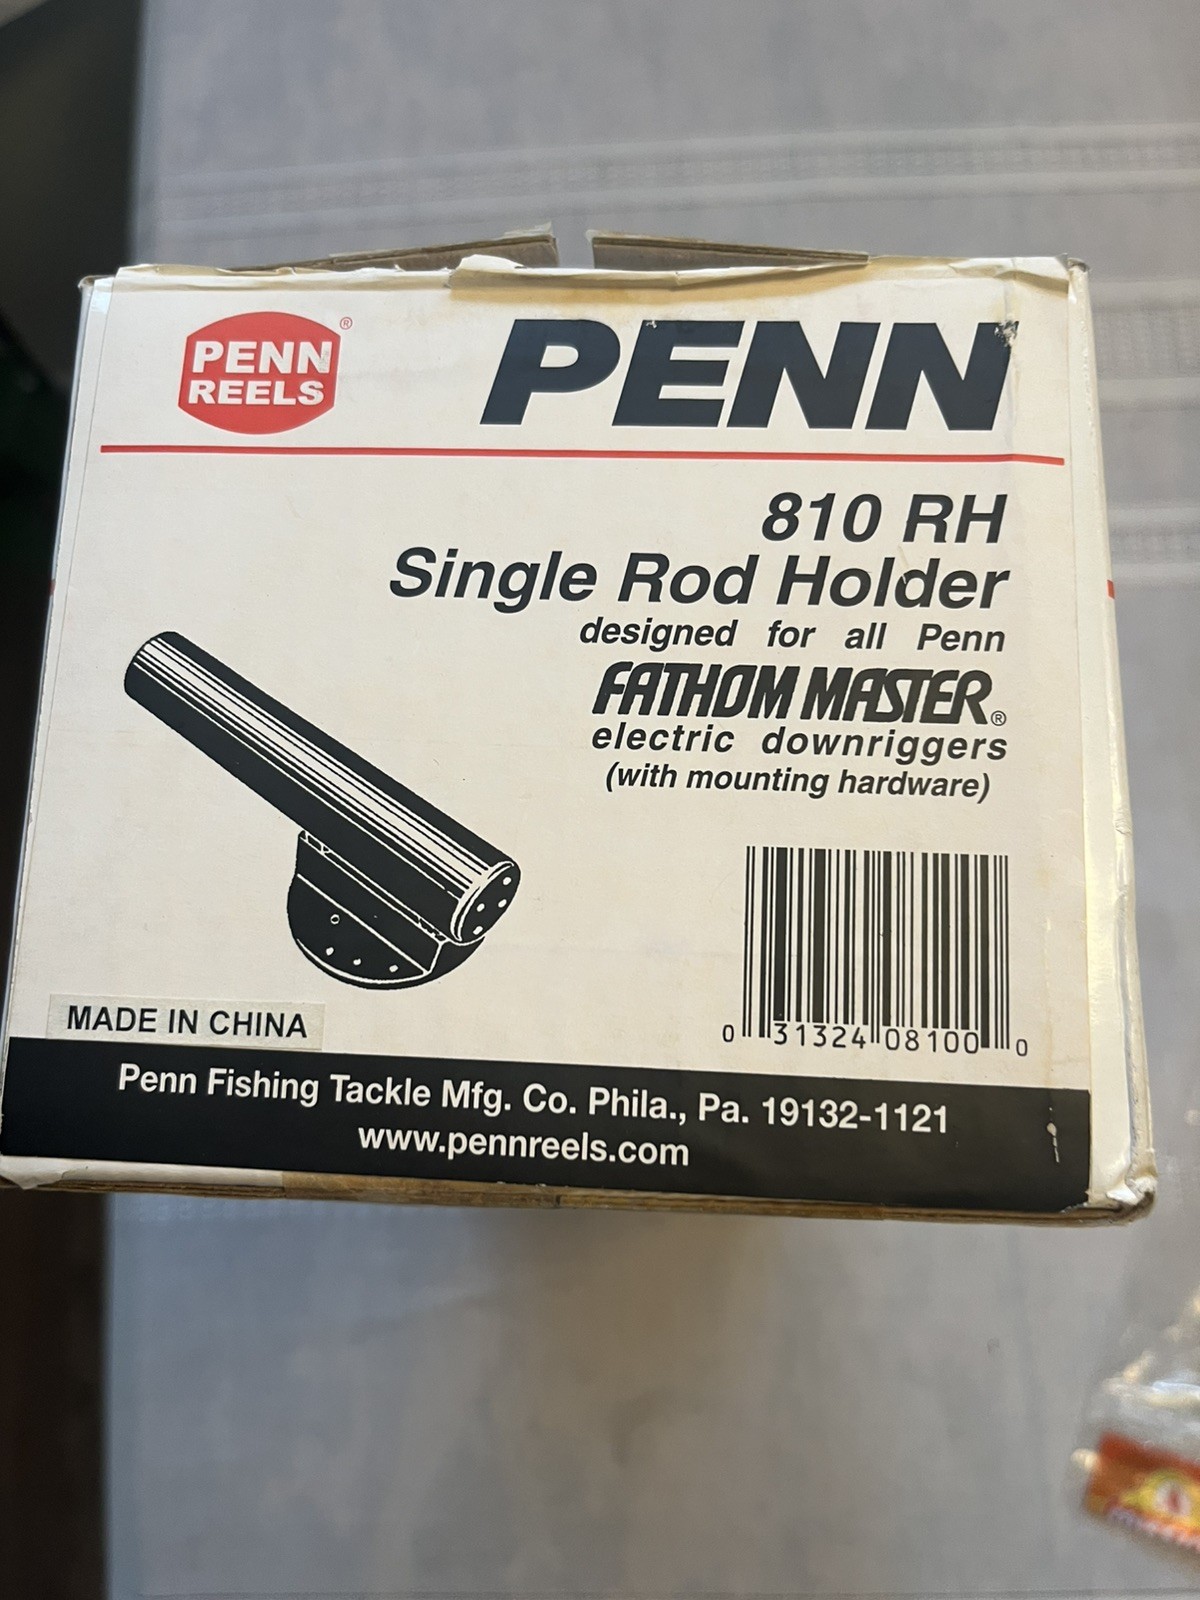 PENN
REELS
®
PENN
810 RH
Single Rod Holder
designed for all Penn
FATHOM MASTER®
electric downriggers
(with mounting hardware)
0 31324 08100 0
MADE IN CHINA
Penn Fishing Tackle Mfg. Co. Phila., Pa. 19132-1121
www.pennreels.com